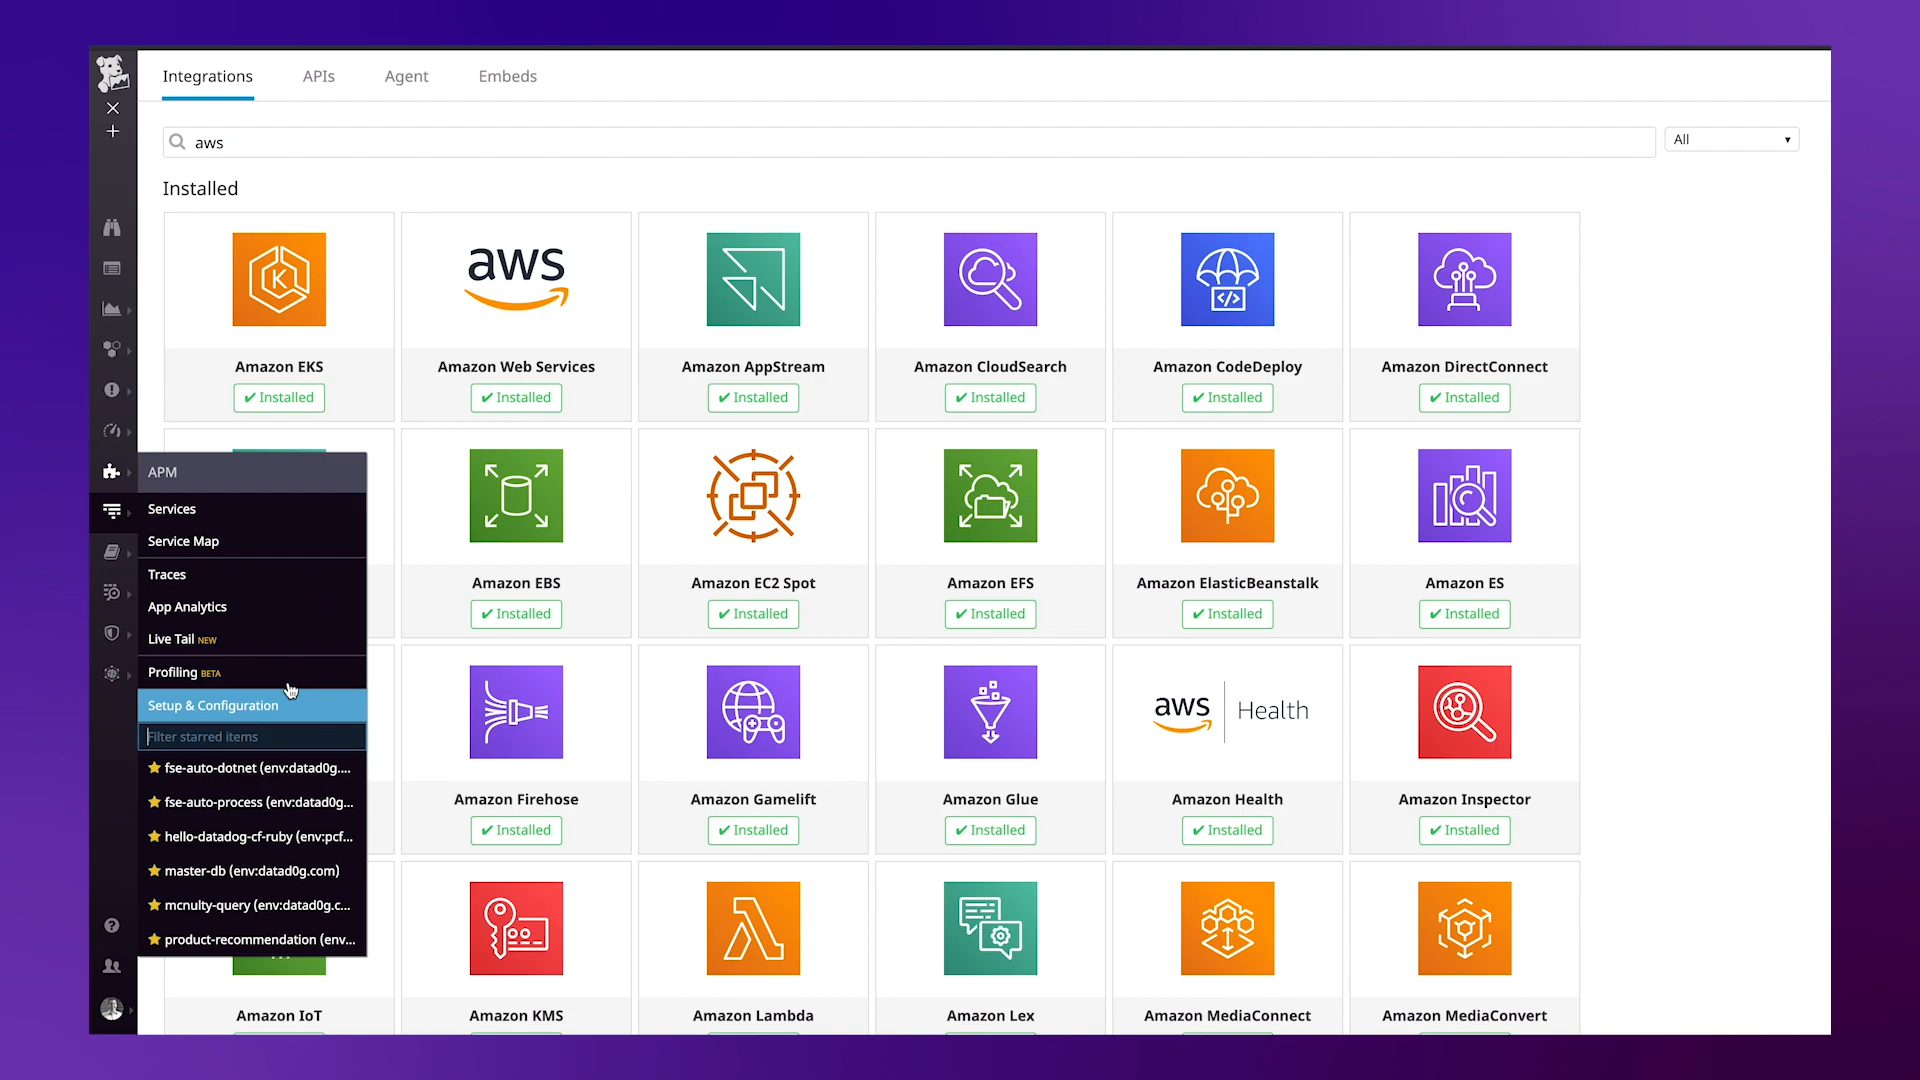 Integrations APIs Agent Embeds
aws
All
Installed
aws
Amazon EKS Amazon Web Services Amazon AppStream Amazon CloudSearch Amazon CodeDeploy Amazon DirectConnect
✔ Installed ✔ Installed ✔ Installed ✔ Installed ✔ Installed ✔ Installed
APM
Services
Service Map
Traces
App Analytics
Live Tail NEW
Profiling BETA
Setup & Configuration
Filter starred items
fse-auto-dotnet (env:datad0g....
fse-auto-process (env:datad0g...
hello-datadog-cf-ruby (env:pcf...
master-db (env:datad0g.com)
mcnulty-query (env:datad0g.c...
product-recommendation (env...
Amazon EBS Amazon EC2 Spot Amazon EFS Amazon ElasticBeanstalk Amazon ES
✔ Installed ✔ Installed ✔ Installed ✔ Installed ✔ Installed
aws Health
Amazon Firehose Amazon Gamelift Amazon Glue Amazon Health Amazon Inspector
✔ Installed ✔ Installed ✔ Installed ✔ Installed ✔ Installed
Amazon IoT Amazon KMS Amazon Lambda Amazon Lex Amazon MediaConnect Amazon MediaConvert